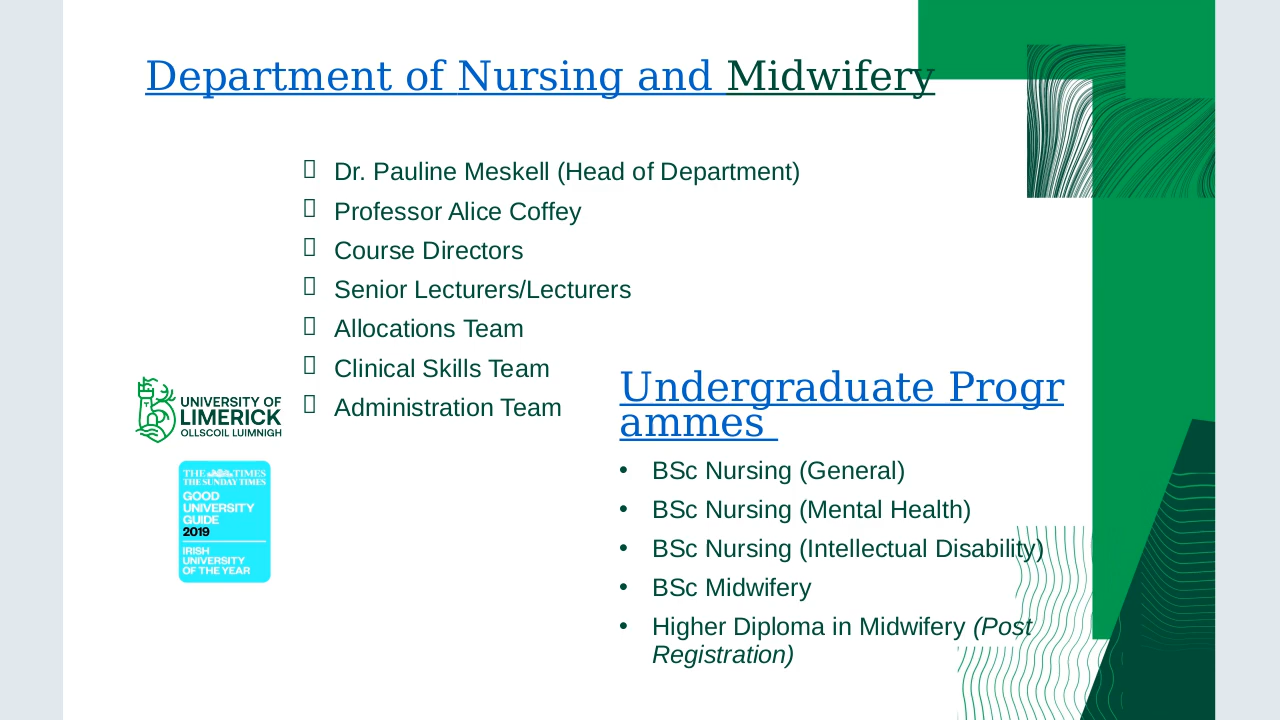 Department of Nursing and Midwifery
Dr. Pauline Meskell (Head of Department)
Professor Alice Coffey
Course Directors
Senior Lecturers/Lecturers
Allocations Team
Clinical Skills Team
Administration Team
UNIVERSITY OF
LIMERICK
OLLSCOIL LUIMNIGH
THE TIMES
THE SUNDAY TIMES
GOOD
UNIVERSITY
GUIDE
2019
IRISH
UNIVERSITY
OF THE YEAR
Undergraduate Progr
ammes
• BSc Nursing (General)
• BSc Nursing (Mental Health)
• BSc Nursing (Intellectual Disability)
• BSc Midwifery
• Higher Diploma in Midwifery (Post
Registration)